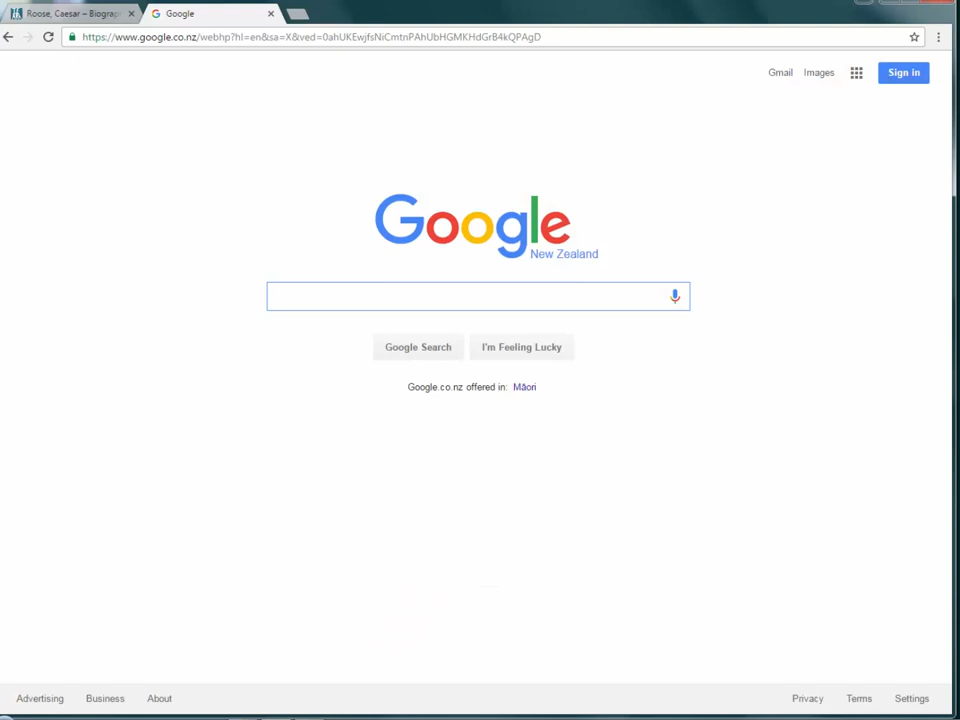 Roose, Caesar – Biograp
Google
https://www.google.co.nz/webhp?hl=en&sa=X&ved=0ahUKEwjfsNiCmtnPAhUbHGMKHdGrB4kQPAgD
Gmail Images Sign in
Google
New Zealand
Google Search I'm Feeling Lucky
Google.co.nz offered in: Māori
Advertising Business About Privacy Terms Settings